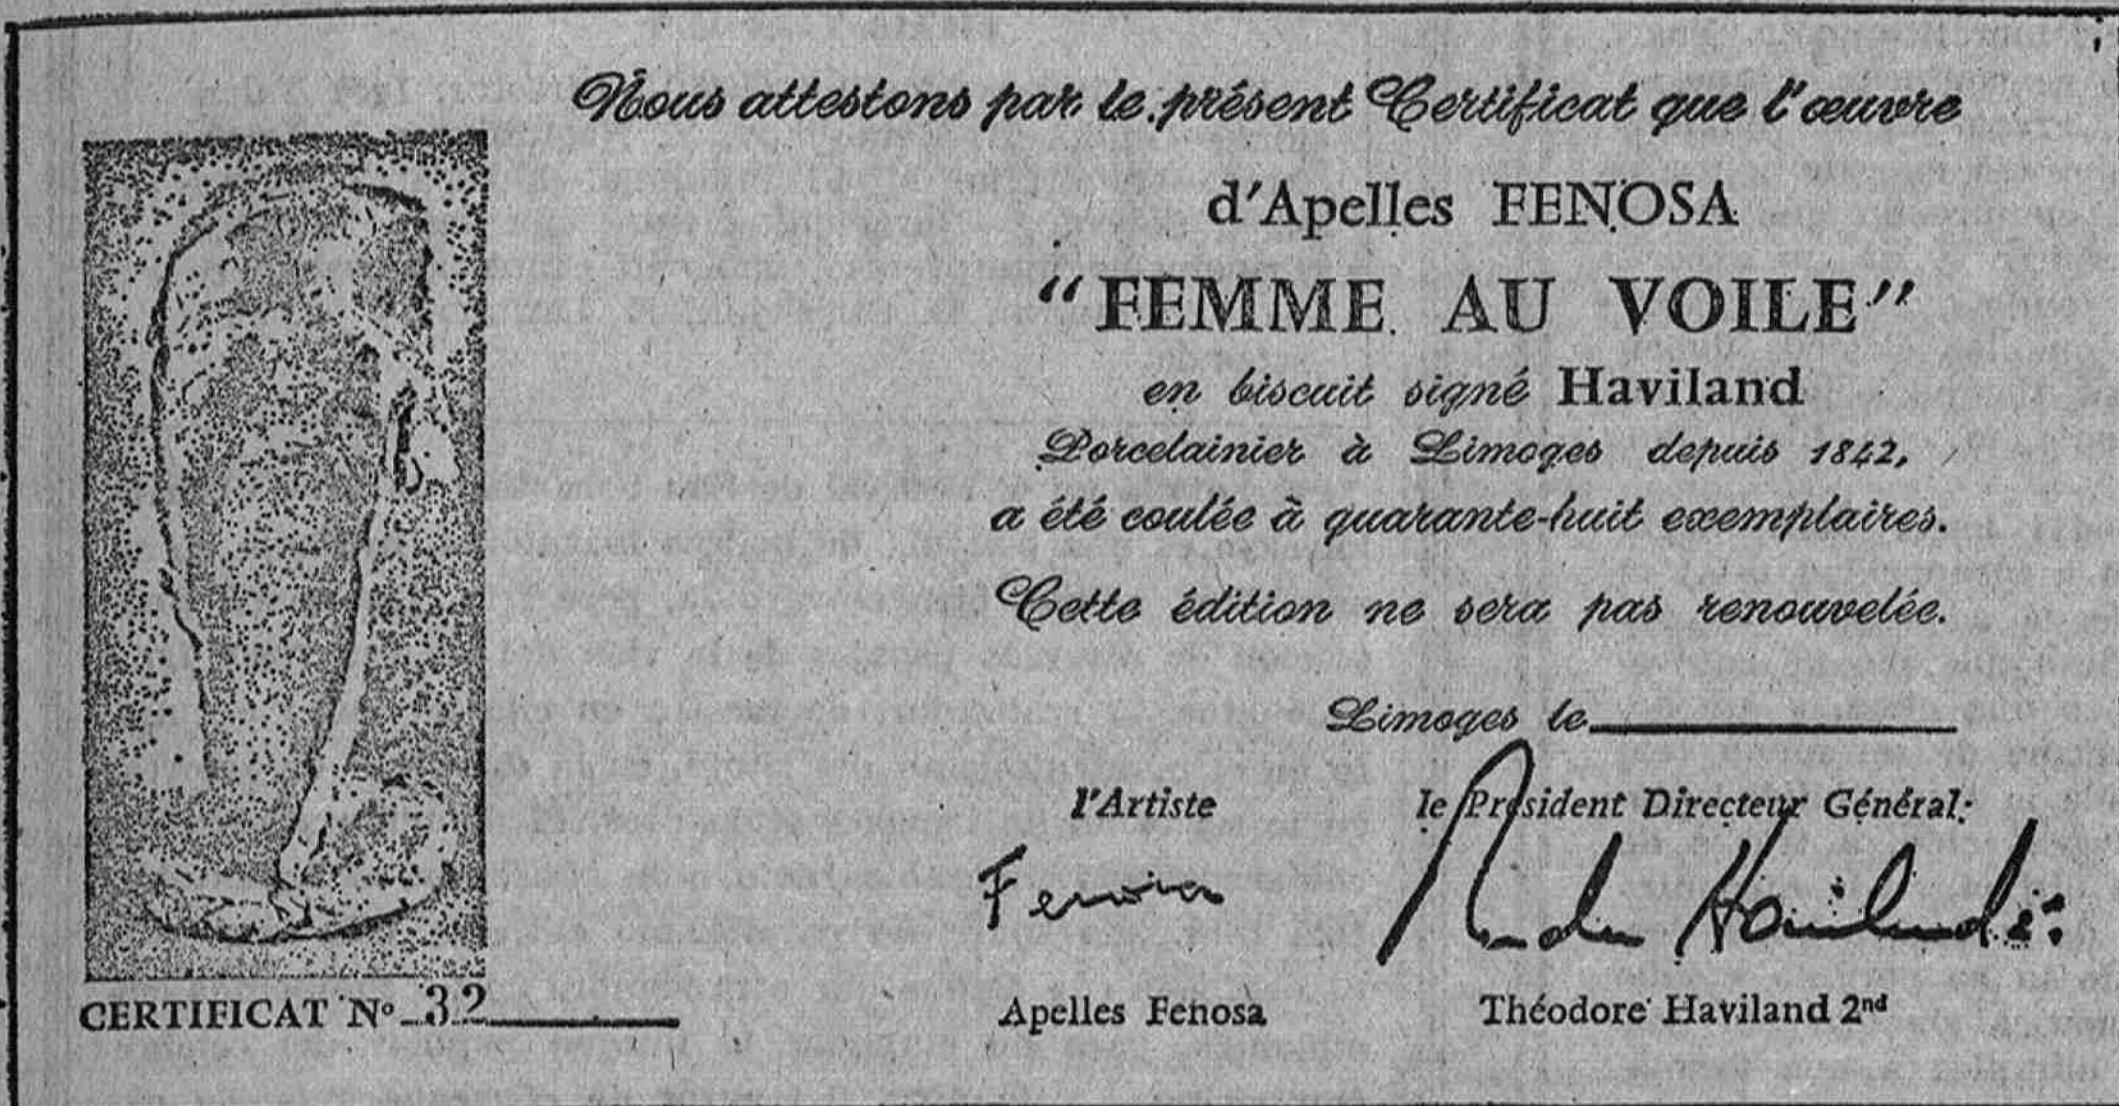 Nous attestons par le présent Certificat que l'œuvre
d'Apelles FENOSA
"FEMME AU VOILE"
en biscuit signé Haviland
Porcelainier à Limoges depuis 1842,
a été coulée à quarante-huit exemplaires.
Cette édition ne sera pas renouvelée.
Limoges le
l'Artiste
le Président Directeur Général:
Fenosa
Haviland
Apelles Fenosa
Théodore Haviland 2nd
CERTIFICAT N° 32